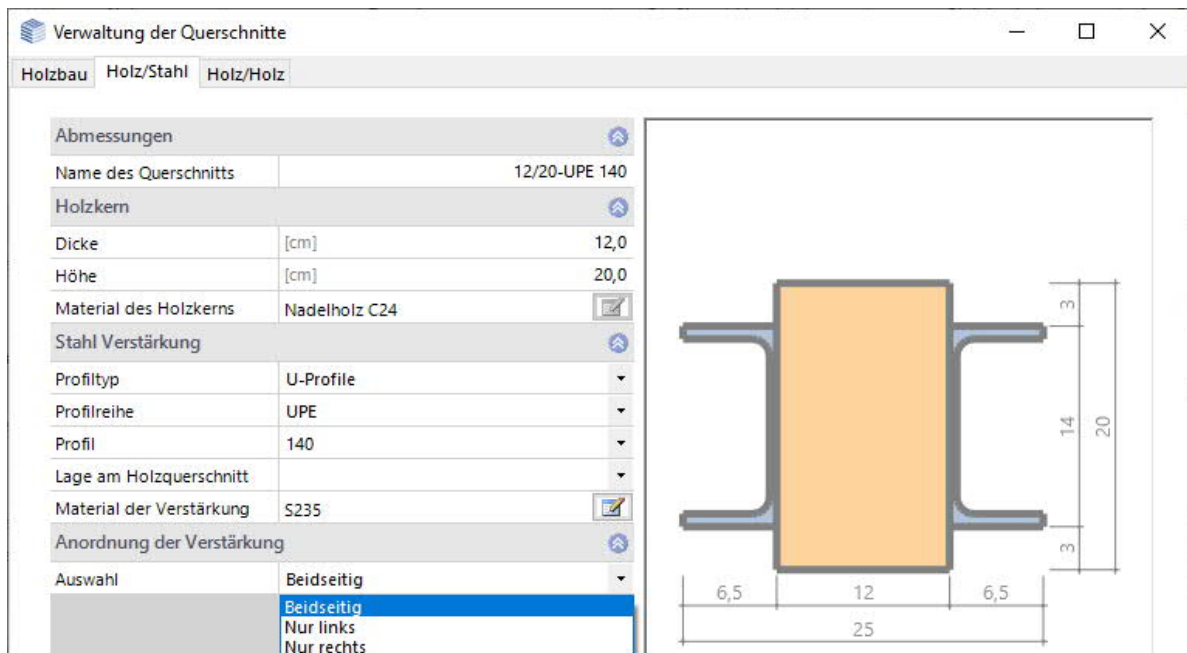 Verwaltung der Querschnitte
Holzbau Holz/Stahl Holz/Holz
Abmessungen
Name des Querschnitts 12/20-UPE 140
Holzkern
Dicke [cm] 12,0
Höhe [cm] 20,0
Material des Holzkerns Nadelholz C24
Stahl Verstärkung
Profiltyp U-Profile
Profilreihe UPE
Profil 140
Lage am Holzquerschnitt
Material der Verstärkung S235
Anordnung der Verstärkung
Auswahl Beidseitig
Beidseitig
Nur links
Nur rechts
3
14
20
3
6,5 12 6,5
25